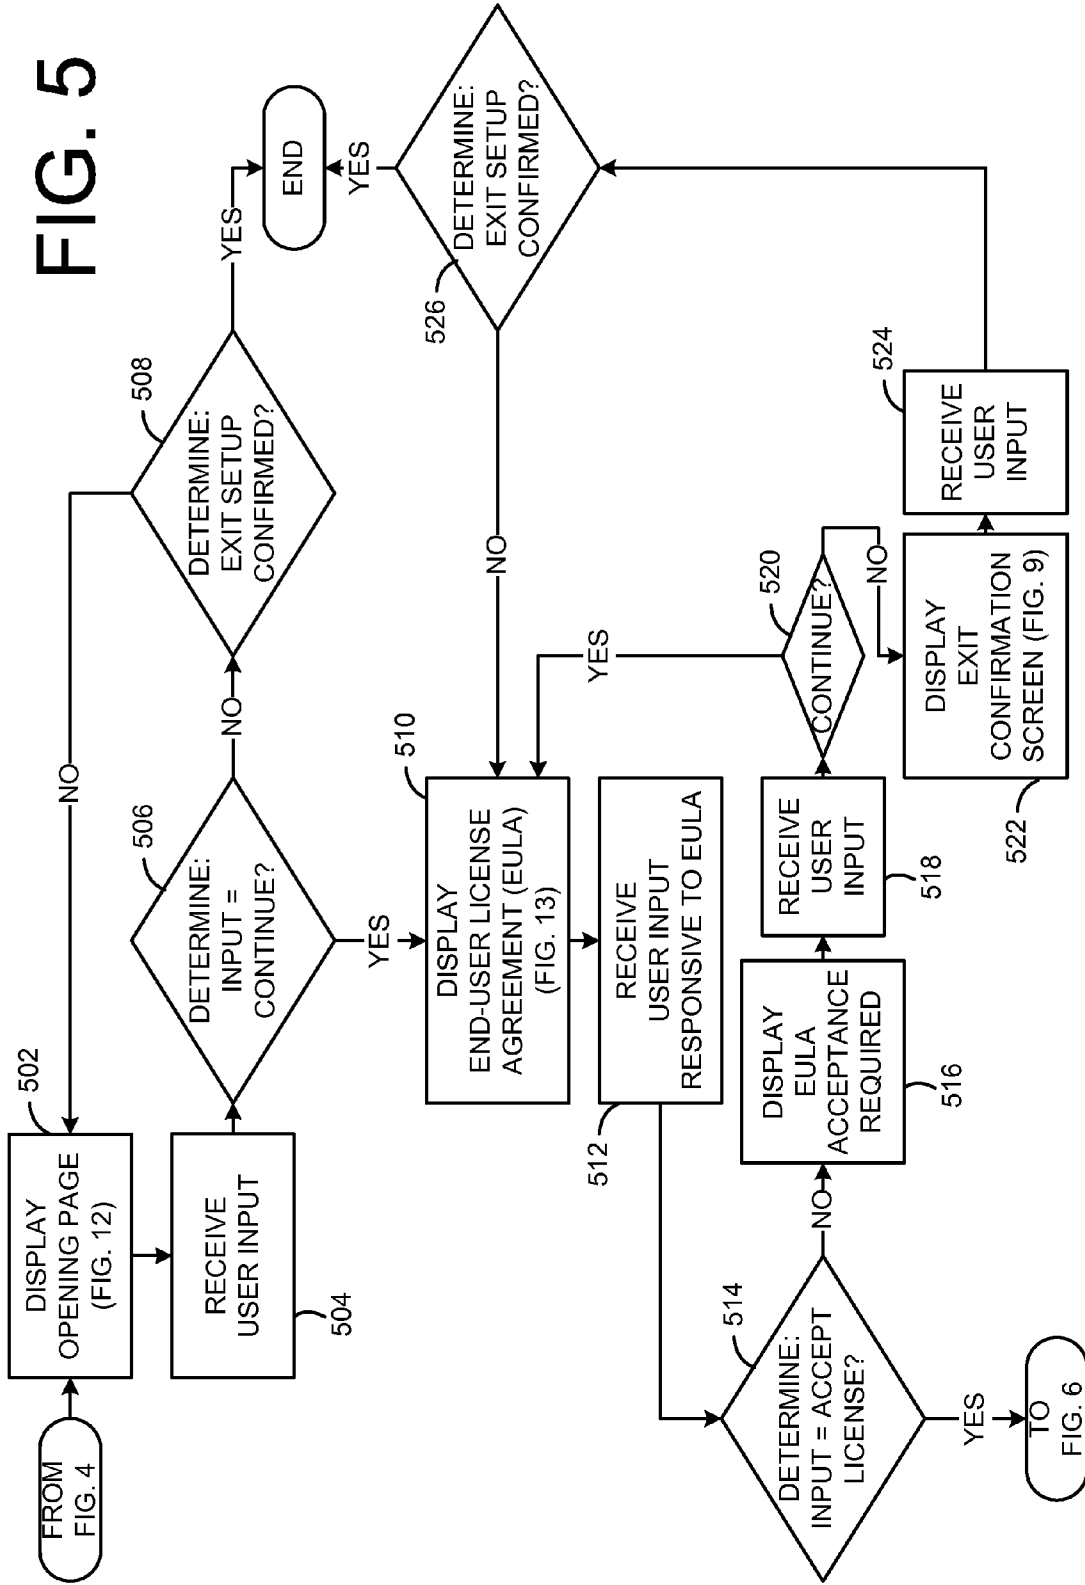 FIG. 5
FROM
FIG. 4
502
DISPLAY
OPENING PAGE
(FIG. 12)
NO
RECEIVE
USER INPUT
504
506
DETERMINE:
INPUT =
CONTINUE?
NO
YES
508
DETERMINE:
EXIT SETUP
CONFIRMED?
YES
END
YES
510
DISPLAY
END-USER LICENSE
AGREEMENT (EULA)
(FIG. 13)
NO
526
DETERMINE:
EXIT SETUP
CONFIRMED?
RECEIVE
USER INPUT
RESPONSIVE TO EULA
512
YES
514
DETERMINE:
INPUT = ACCEPT
LICENSE?
NO
YES
DISPLAY
EULA
ACCEPTANCE
REQUIRED
516
RECEIVE
USER
INPUT
518
520
CONTINUE?
NO
DISPLAY
EXIT
CONFIRMATION
SCREEN (FIG. 9)
522
524
RECEIVE
USER
INPUT
TO
FIG. 6